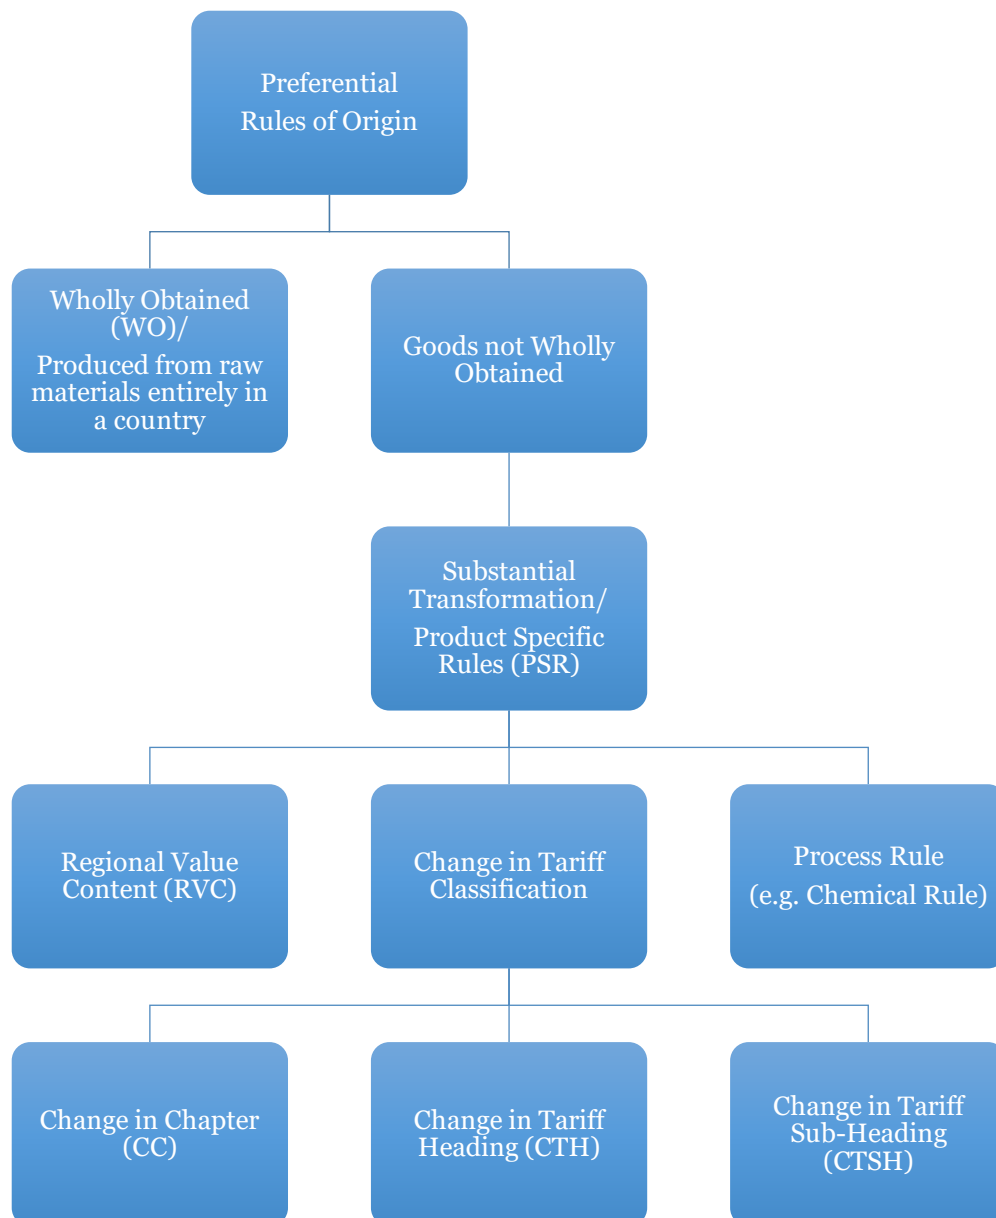 Preferential
Rules of Origin
Wholly Obtained
(WO)/
Produced from raw
materials entirely in
a country
Goods not Wholly
Obtained
Substantial
Transformation/
Product Specific
Rules (PSR)
Regional Value
Content (RVC)
Change in Tariff
Classification
Process Rule
(e.g. Chemical Rule)
Change in Chapter
(CC)
Change in Tariff
Heading (CTH)
Change in Tariff
Sub-Heading
(CTSH)